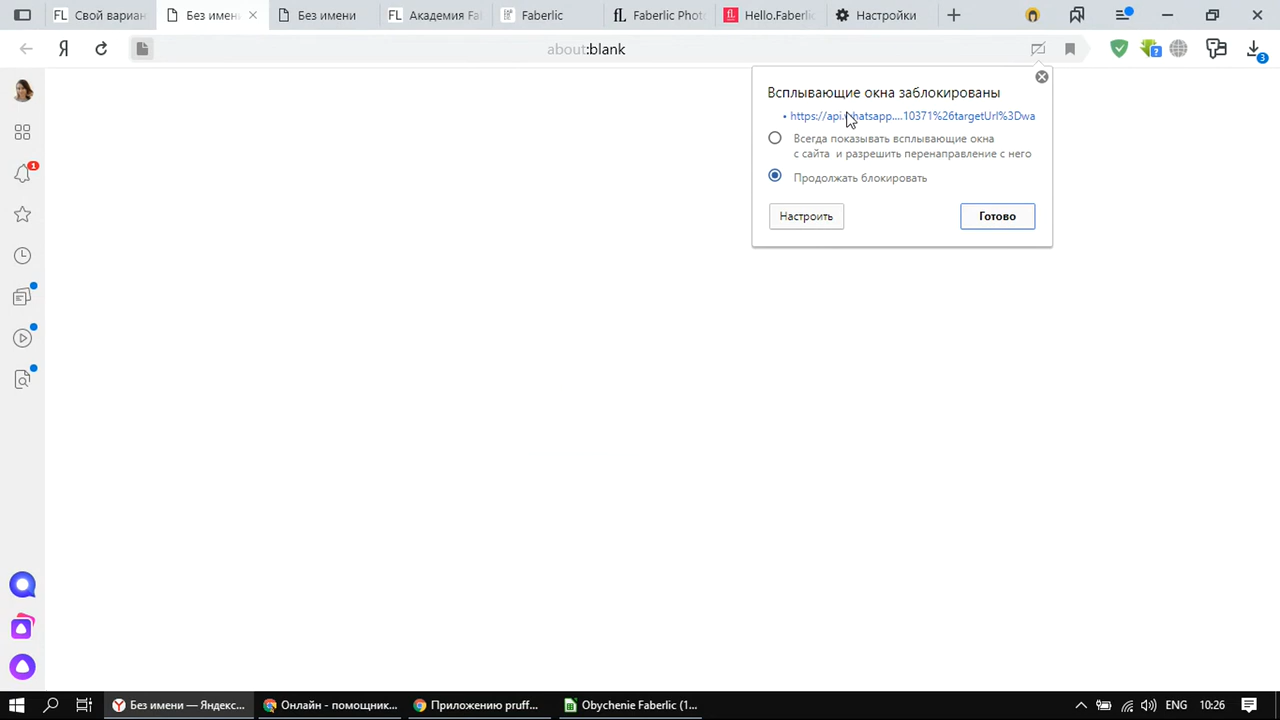 FL Свой вариан
Без имени
Без имени
FL Академия Fa
Faberlic
fL Faberlic Phot
fl. Hello.Faberlic
Настройки
Я
about:blank
3
Всплывающие окна заблокированы
• https://api.whatsapp....10371%26targetUrl%3Dwa
Всегда показывать всплывающие окна
с сайта и разрешить перенаправление с него
Продолжать блокировать
Настроить
Готово
1
Без имени — Яндекс...
Онлайн - помощник...
Приложению pruff...
Obychenie Faberlic (1...
ENG
10:26